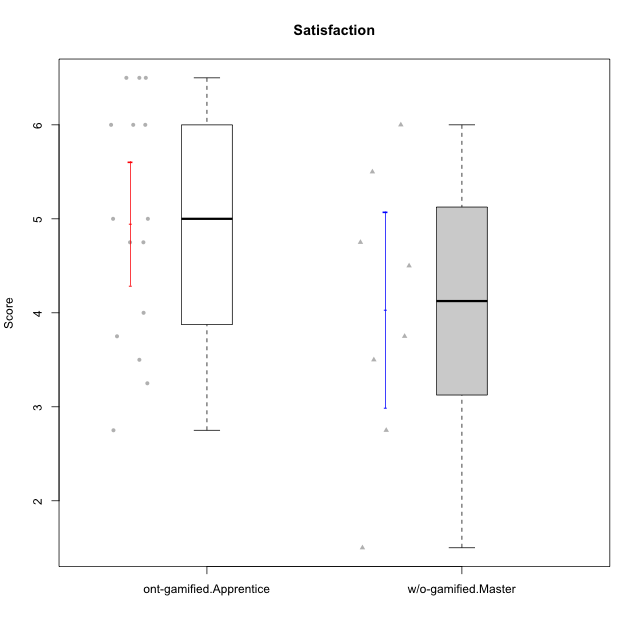 Satisfaction
Score
6
5
4
3
2
ont-gamified.Apprentice
w/o-gamified.Master